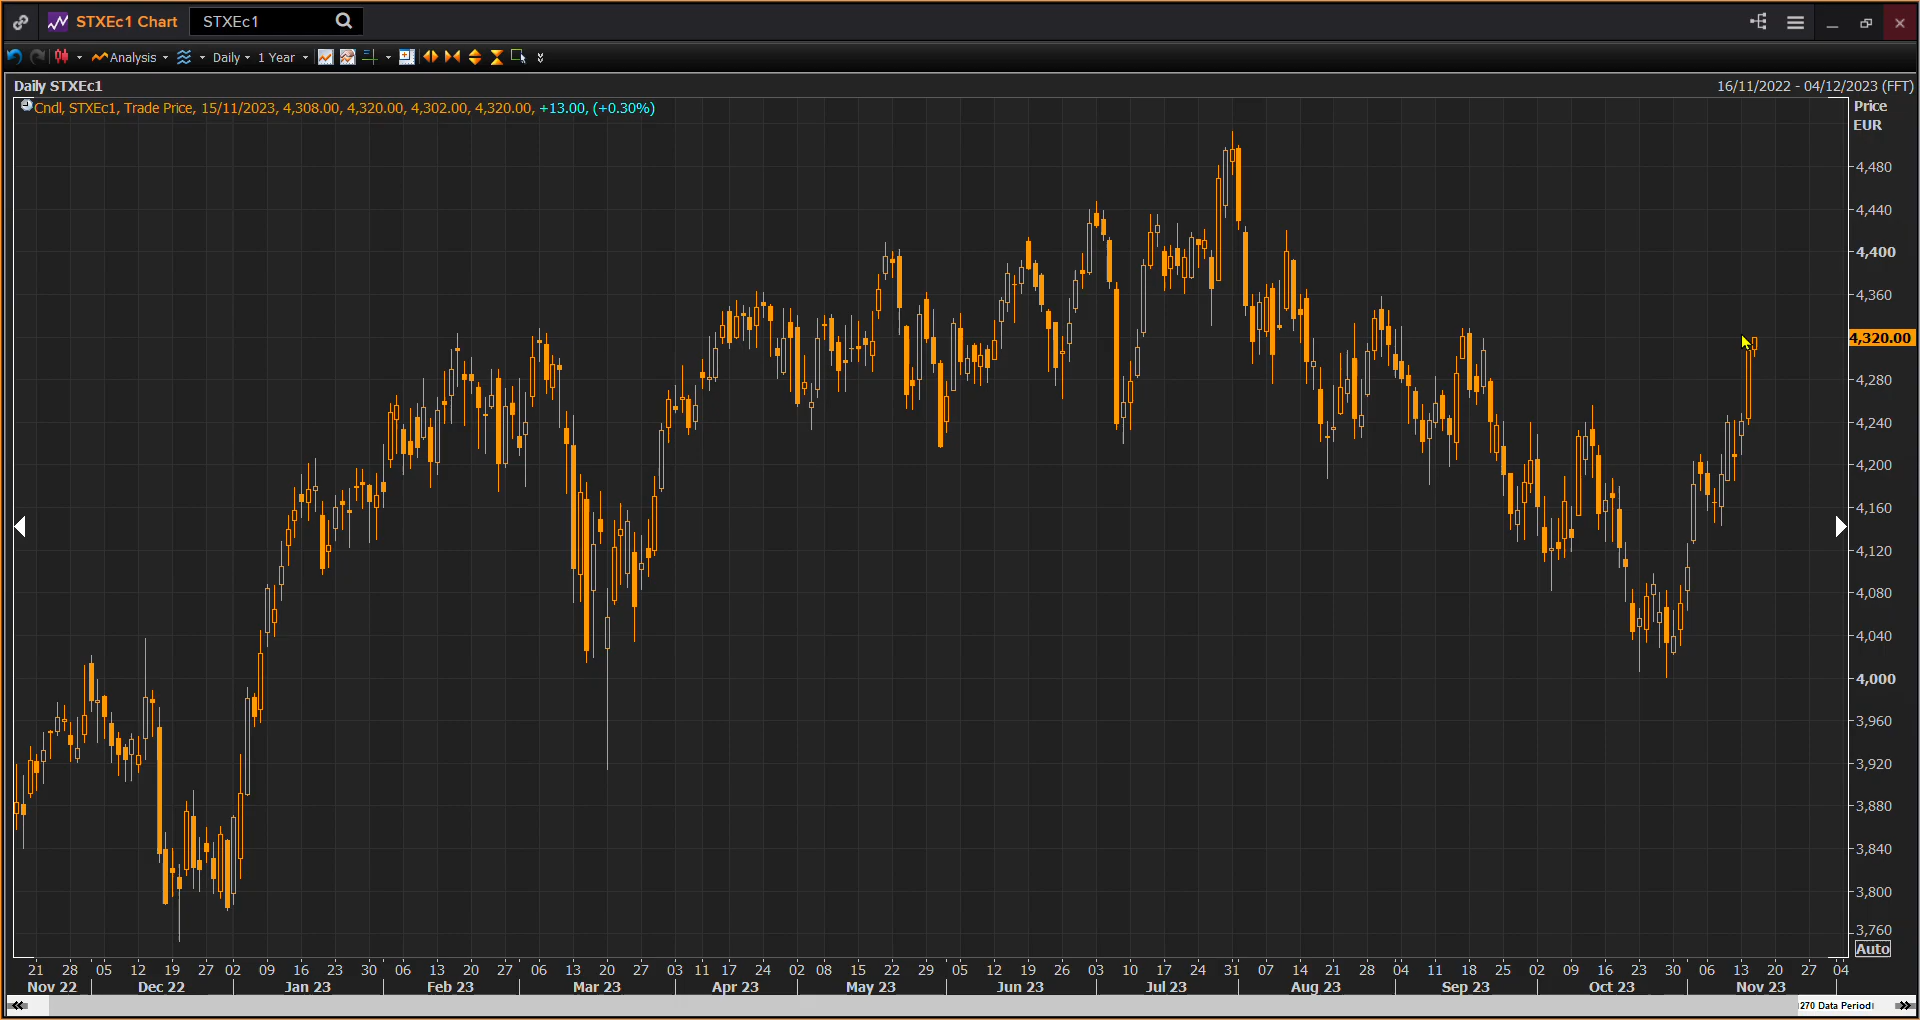 STXEc1 Chart STXEc1
Analysis Daily 1 Year
Daily STXEc1 16/11/2022 - 04/12/2023 (FFT)
Cndl, STXEc1, Trade Price, 15/11/2023, 4,308.00, 4,320.00, 4,302.00, 4,320.00, +13.00, (+0.30%)
Price
EUR
4,480
4,440
4,400
4,360
4,320.00
4,280
4,240
4,200
4,160
4,120
4,080
4,040
4,000
3,960
3,920
3,880
3,840
3,800
3,760
Auto
21 28 05 12 19 27 02 09 16 23 30 06 13 20 27 06 13 20 27 03 11 17 24 02 08 15 22 29 05 12 19 26 03 10 17 24 31 07 14 21 28 04 11 18 25 02 09 16 23 30 06 13 20 27 04
Nov 22 Dec 22 Jan 23 Feb 23 Mar 23 Apr 23 May 23 Jun 23 Jul 23 Aug 23 Sep 23 Oct 23 Nov 23
270 Data Period